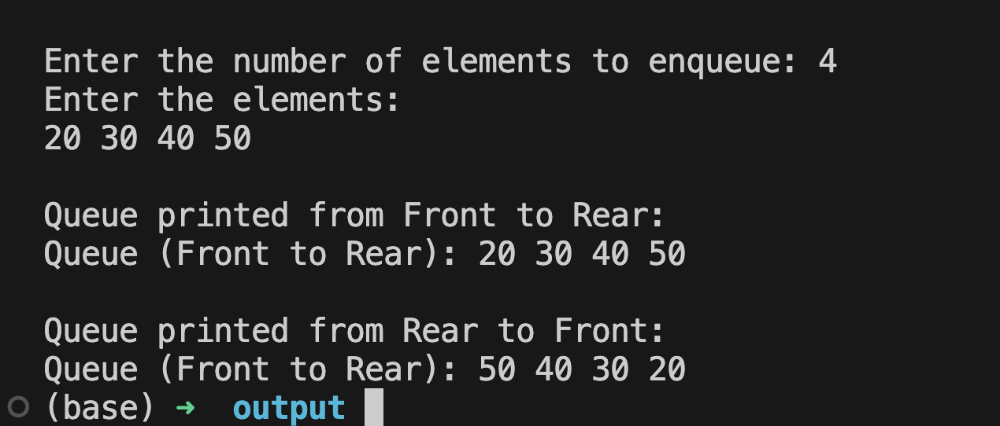 Enter the number of elements to enqueue: 4
Enter the elements:
20 30 40 50
Queue printed from Front to Rear:
Queue (Front to Rear): 20 30 40 50
Queue printed from Rear to Front:
Queue (Front to Rear): 50 40 30 20
(base) ➜ output